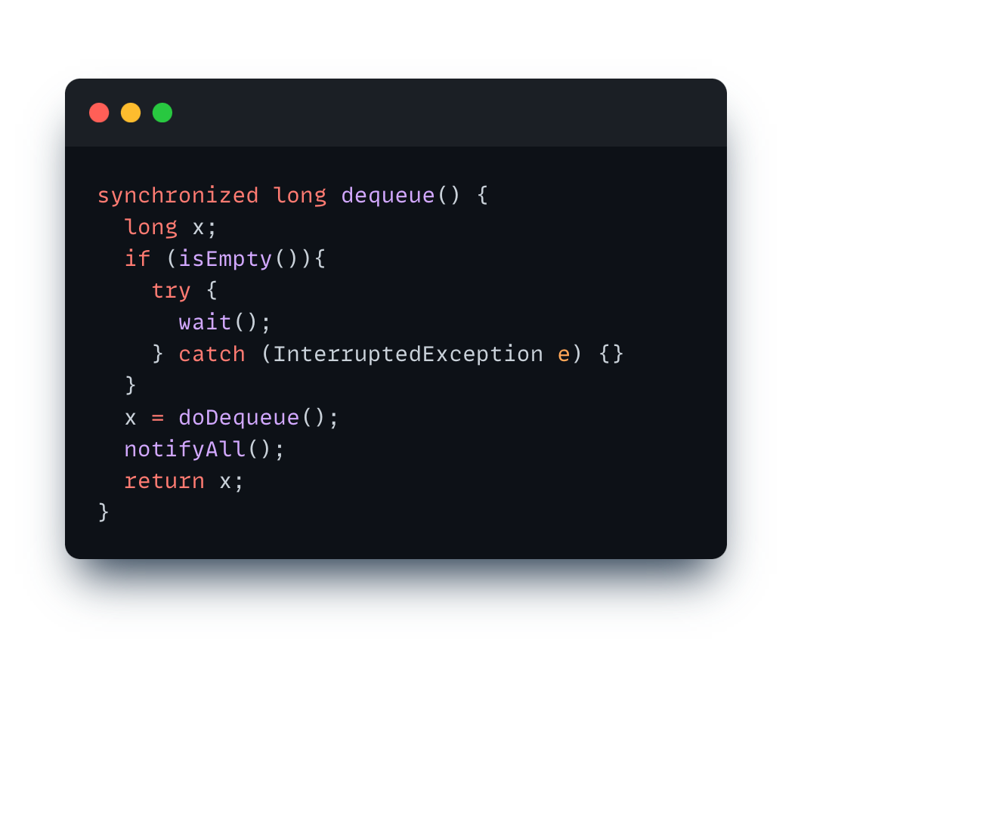 synchronized long dequeue() {
  long x;
  if (isEmpty()){
    try {
      wait();
    } catch (InterruptedException e) {}
  }
  x = doDequeue();
  notifyAll();
  return x;
}